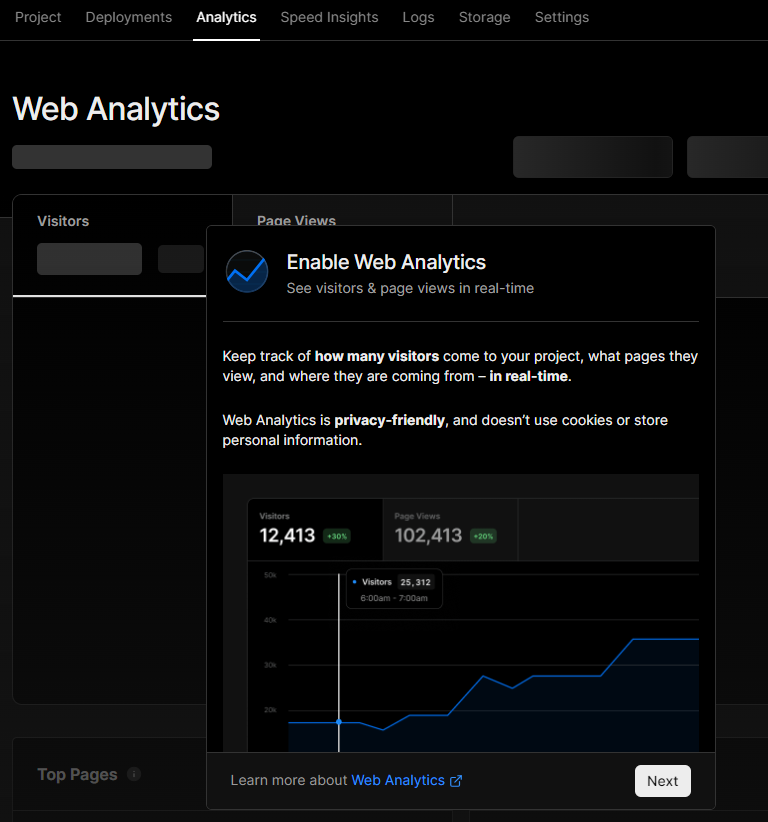 Project Deployments Analytics Speed Insights Logs Storage Settings
Web Analytics
Visitors
Page Views
Enable Web Analytics
See visitors & page views in real-time
Keep track of how many visitors come to your project, what pages they
view, and where they are coming from – in real-time.
Web Analytics is privacy-friendly, and doesn't use cookies or store
personal information.
Visitors
12,413 +30%
Page Views
102,413 +20%
50k
Visitors 25,312
6:00am - 7:00am
40k
30k
20k
Top Pages
Learn more about Web Analytics
Next